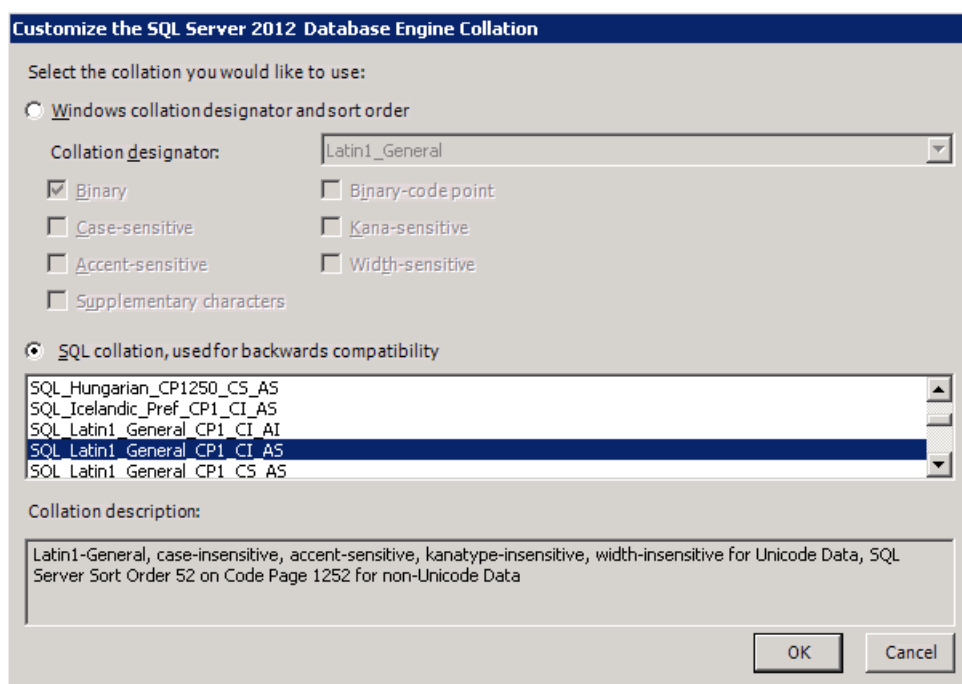 Customize the SQL Server 2012 Database Engine Collation
Select the collation you would like to use:
Windows collation designator and sort order
Collation designator: Latin1_General
Binary Binary-code point
Case-sensitive Kana-sensitive
Accent-sensitive Width-sensitive
Supplementary characters
SQL collation, used for backwards compatibility
SQL_Hungarian_CP1250_CS_AS
SQL_Icelandic_Pref_CP1_CI_AS
SQL_Latin1_General_CP1_CI_AI
SQL_Latin1_General_CP1_CI_AS
SQL_Latin1_General_CP1_CS_AS
Collation description:
Latin1-General, case-insensitive, accent-sensitive, kanatype-insensitive, width-insensitive for Unicode Data, SQL
Server Sort Order 52 on Code Page 1252 for non-Unicode Data
OK Cancel